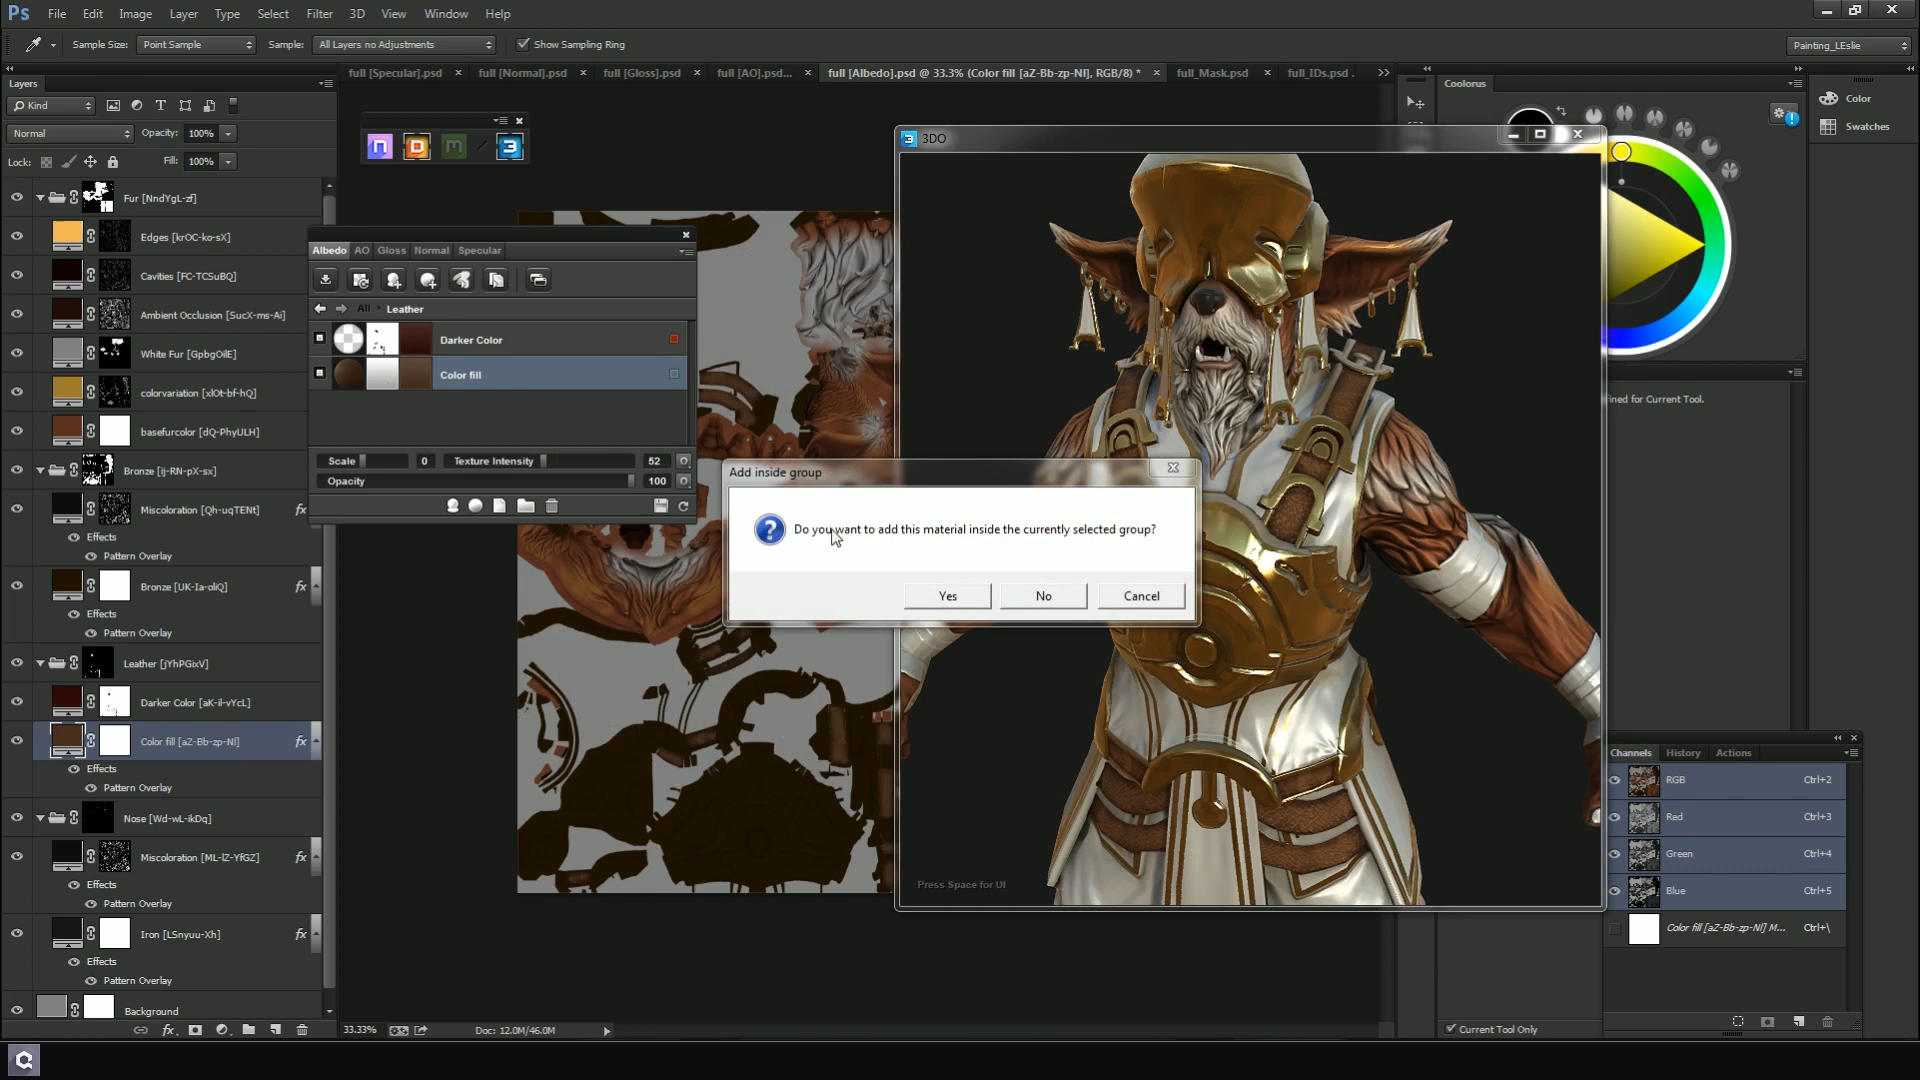 Ps File Edit Image Layer Type Select Filter 3D View Window Help
Sample Size: Point Sample Sample: All Layers no Adjustments Show Sampling Ring Painting_LEslie
Layers
full [Specular].psd full [Normal].psd full [Gloss].psd full [AO].psd... full [Albedo].psd @ 33.3% (Color fill [aZ-Bb-zp-Nl], RGB/8) * full_Mask.psd full_IDs.psd .
Coolorus
Color
Swatches
Kind
Normal Opacity: 100%
Lock: Fill: 100%
Fur [NndYgL-zf]
Edges [krOC-ko-sX]
Cavities [FC-TCSuBQ]
Ambient Occlusion [SucX-ms-Ai]
White Fur [GpbgOilE]
colorvariation [xlOt-bf-hQ]
basefurcolor [dQ-PhyULH]
Bronze [ij-RN-pX-sx]
Miscoloration [Qh-uqTENt] fx
Effects
Pattern Overlay
Bronze [UK-Ia-oliQ] fx
Effects
Pattern Overlay
Leather [jYhPGixV]
Darker Color [aK-il-vYcL]
Color fill [aZ-Bb-zp-Nl] fx
Effects
Pattern Overlay
Nose [Wd-wL-ikDq]
Miscoloration [ML-lZ-YfGZ] fx
Effects
Pattern Overlay
Iron [LSnyuu-Xh] fx
Effects
Pattern Overlay
Background
n D m 3
Albedo AO Gloss Normal Specular
All Leather
Darker Color
Color fill
Scale 0 Texture Intensity 52
Opacity 100
3 3DO
Press Space for UI
Add inside group
Do you want to add this material inside the currently selected group?
Yes No Cancel
fined for Current Tool.
Channels History Actions
RGB Ctrl+2
Red Ctrl+3
Green Ctrl+4
Blue Ctrl+5
Color fill [aZ-Bb-zp-Nl] M... Ctrl+\
Current Tool Only
33.33% Doc: 12.0M/46.0M